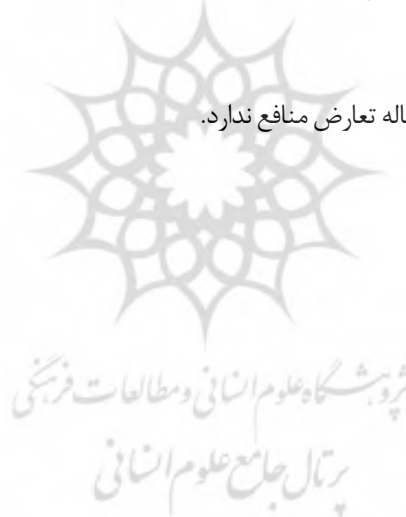 اله تعارض منافع ندارد.
پژوهشگاه علوم انسانی و مطالعات فرهنگی
پرتال جامع علوم انسانی